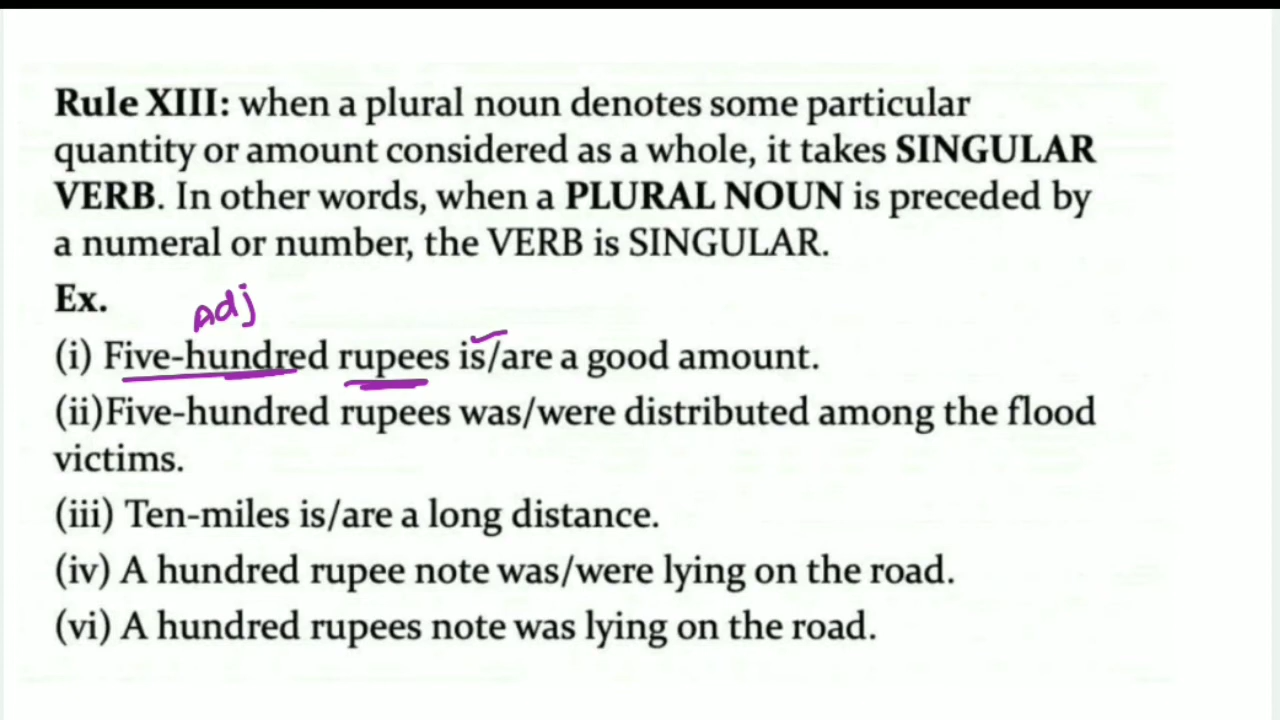 Rule XIII: when a plural noun denotes some particular
quantity or amount considered as a whole, it takes SINGULAR
VERB. In other words, when a PLURAL NOUN is preceded by
a numeral or number, the VERB is SINGULAR.
Ex.
Adj
(i) Five-hundred rupees is/are a good amount.
(ii)Five-hundred rupees was/were distributed among the flood
victims.
(iii) Ten-miles is/are a long distance.
(iv) A hundred rupee note was/were lying on the road.
(vi) A hundred rupees note was lying on the road.